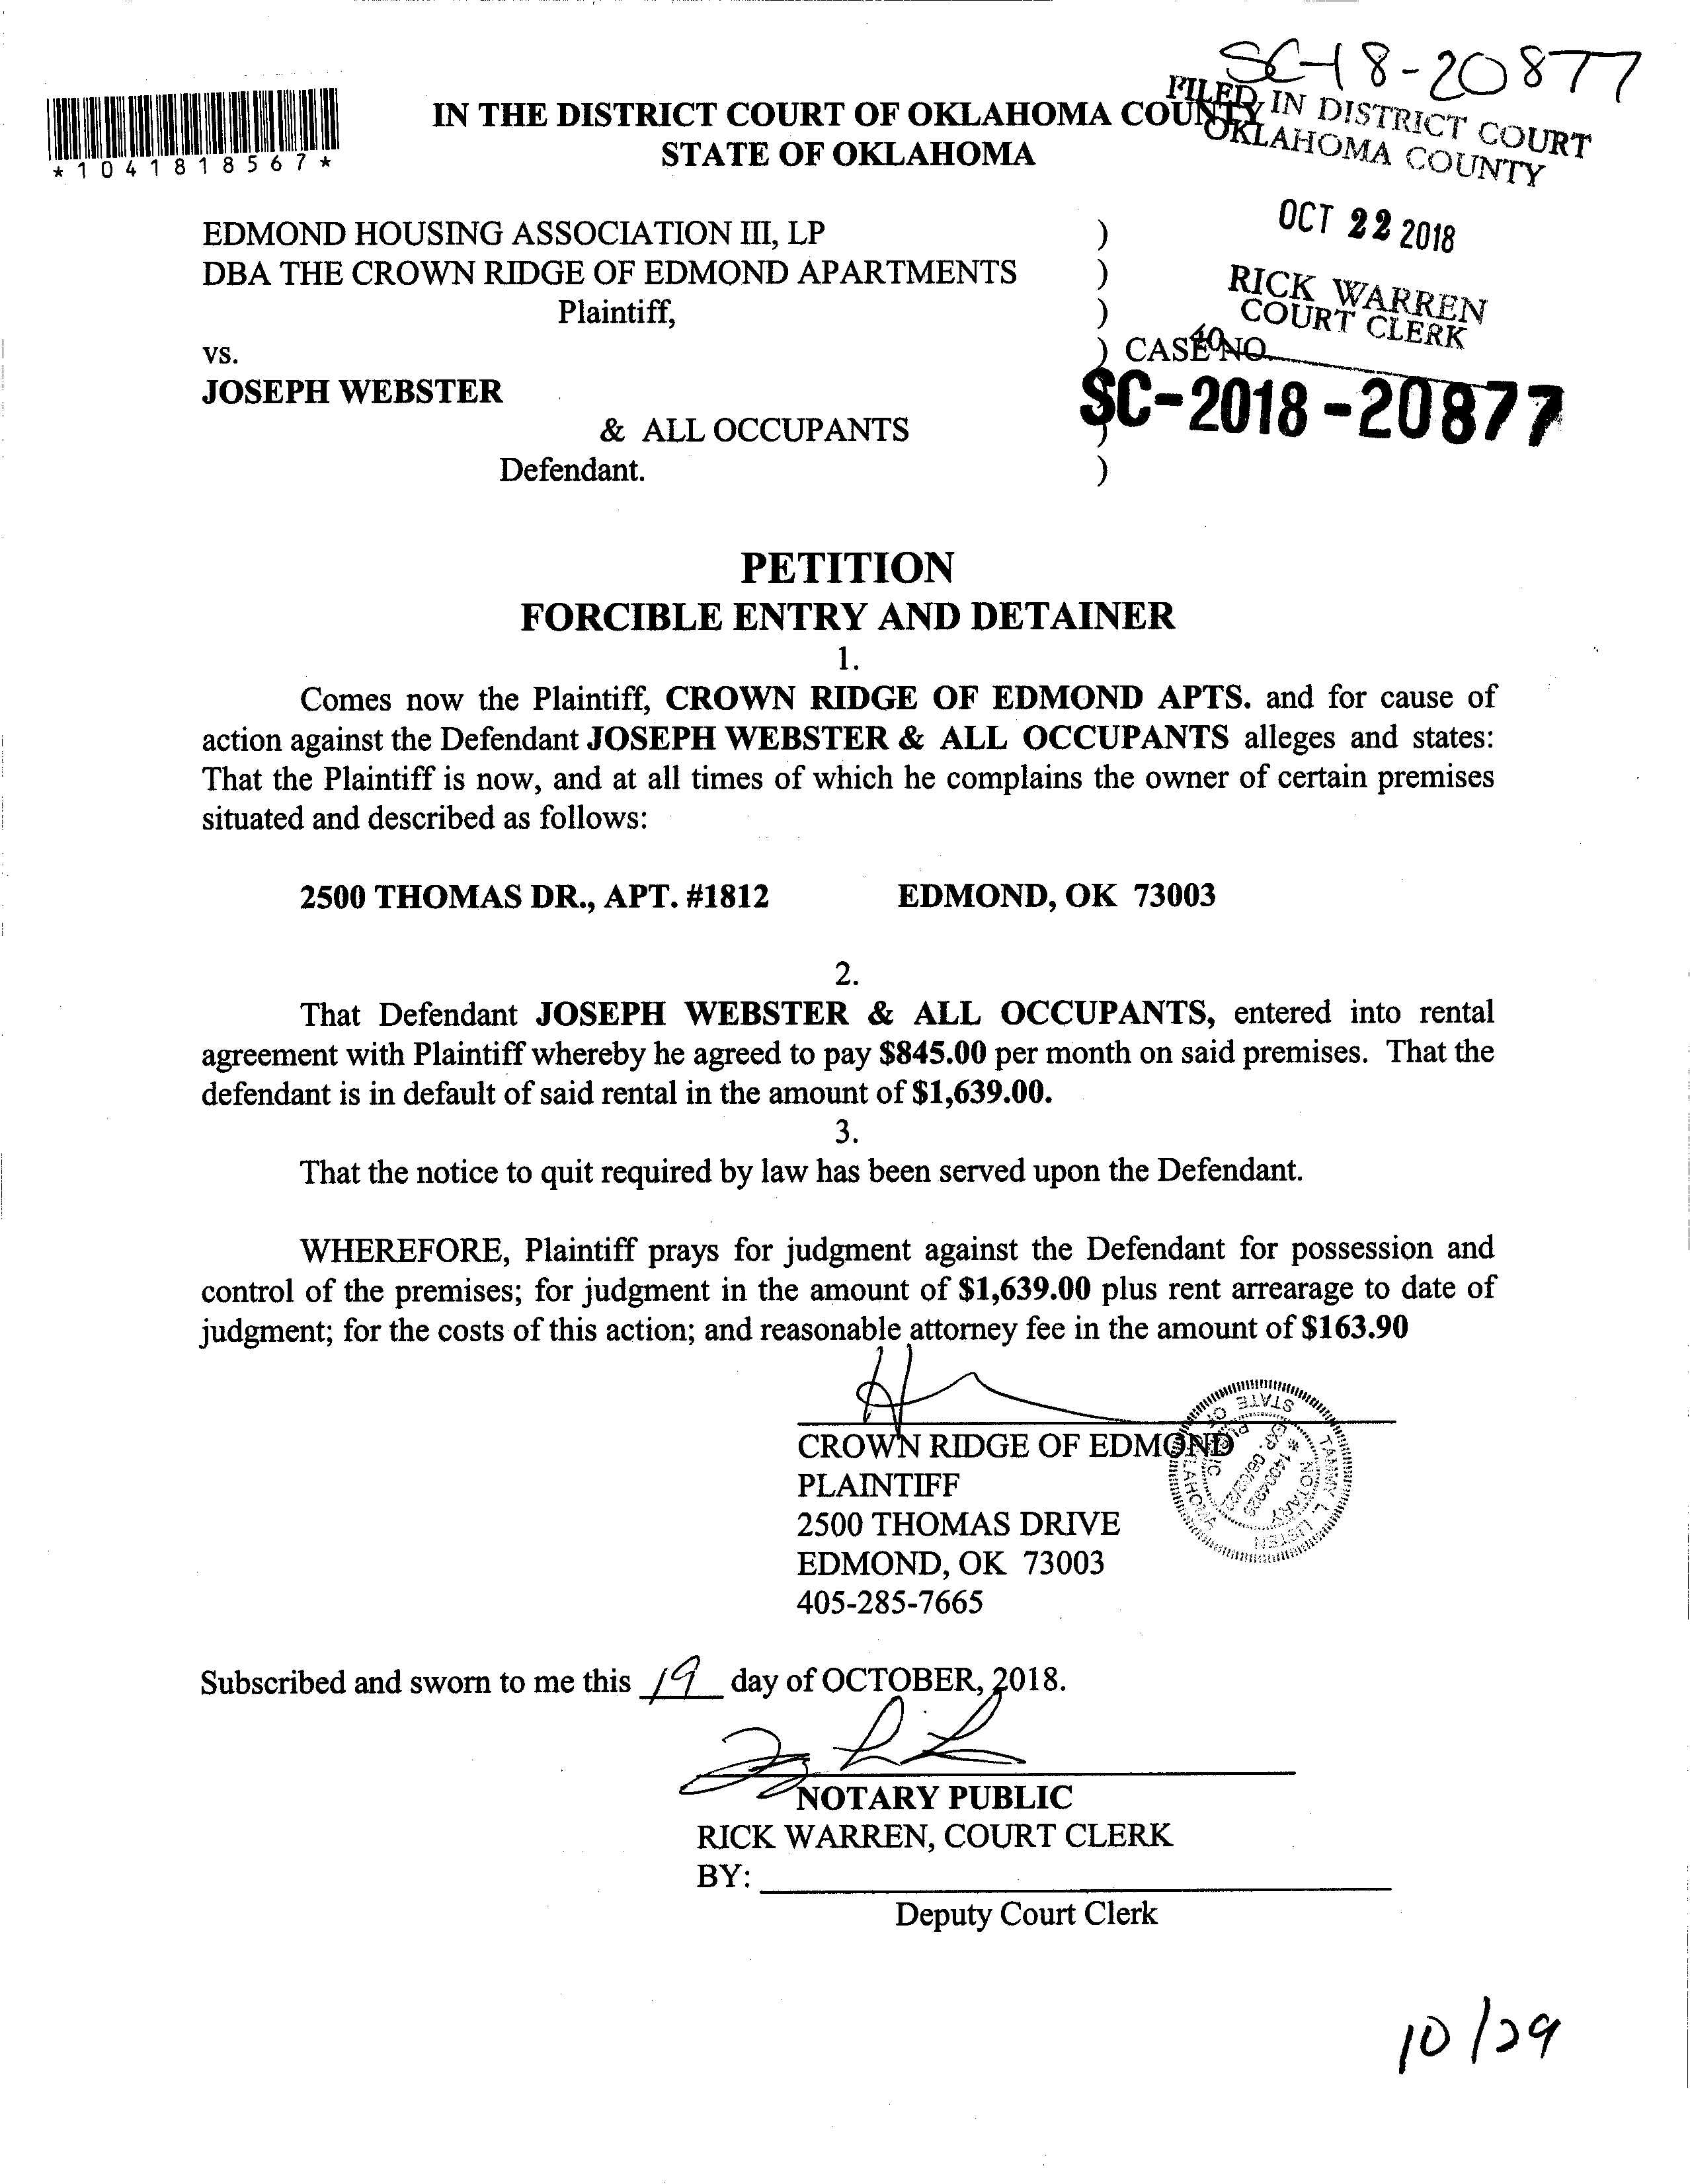 SC-18-20877
*1041818567*
IN THE DISTRICT COURT OF OKLAHOMA COUNTY
STATE OF OKLAHOMA
FILED IN DISTRICT COURT
OKLAHOMA COUNTY
OCT 22 2018
RICK WARREN
COURT CLERK
40
EDMOND HOUSING ASSOCIATION III, LP )
DBA THE CROWN RIDGE OF EDMOND APARTMENTS )
Plaintiff, )
vs. ) CASE NO.
JOSEPH WEBSTER
SC-2018-20877
& ALL OCCUPANTS )
Defendant. )
PETITION
FORCIBLE ENTRY AND DETAINER
1.
Comes now the Plaintiff, CROWN RIDGE OF EDMOND APTS. and for cause of
action against the Defendant JOSEPH WEBSTER & ALL OCCUPANTS alleges and states:
That the Plaintiff is now, and at all times of which he complains the owner of certain premises
situated and described as follows:
2500 THOMAS DR., APT. #1812 EDMOND, OK 73003
2.
That Defendant JOSEPH WEBSTER & ALL OCCUPANTS, entered into rental
agreement with Plaintiff whereby he agreed to pay $845.00 per month on said premises. That the
defendant is in default of said rental in the amount of $1,639.00.
3.
That the notice to quit required by law has been served upon the Defendant.
WHEREFORE, Plaintiff prays for judgment against the Defendant for possession and
control of the premises; for judgment in the amount of $1,639.00 plus rent arrearage to date of
judgment; for the costs of this action; and reasonable attorney fee in the amount of $163.90
CROWN RIDGE OF EDMOND
PLAINTIFF
2500 THOMAS DRIVE
EDMOND, OK 73003
405-285-7665
TAMMY L. LISTEN
NOTARY
PUBLIC
STATE OF OKLAHOMA
# 14004929
Subscribed and sworn to me this 19 day of OCTOBER, 2018.
NOTARY PUBLIC
RICK WARREN, COURT CLERK
BY:
Deputy Court Clerk
10/29